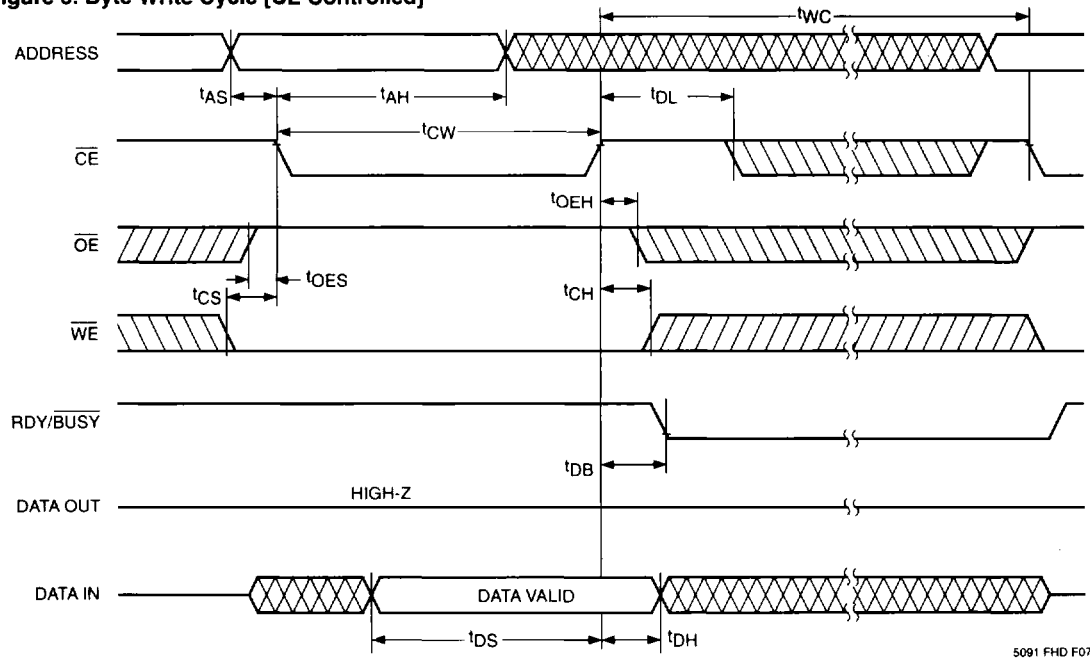 Figure 3. Byte Write Cycle [CE Controlled]
tWC
ADDRESS
tAS
tAH
tDL
tCW
CE
tOEH
OE
tOES
tCS
tCH
WE
RDY/BUSY
tDB
HIGH-Z
DATA OUT
DATA IN
DATA VALID
tDS
tDH
5091 FHD F07